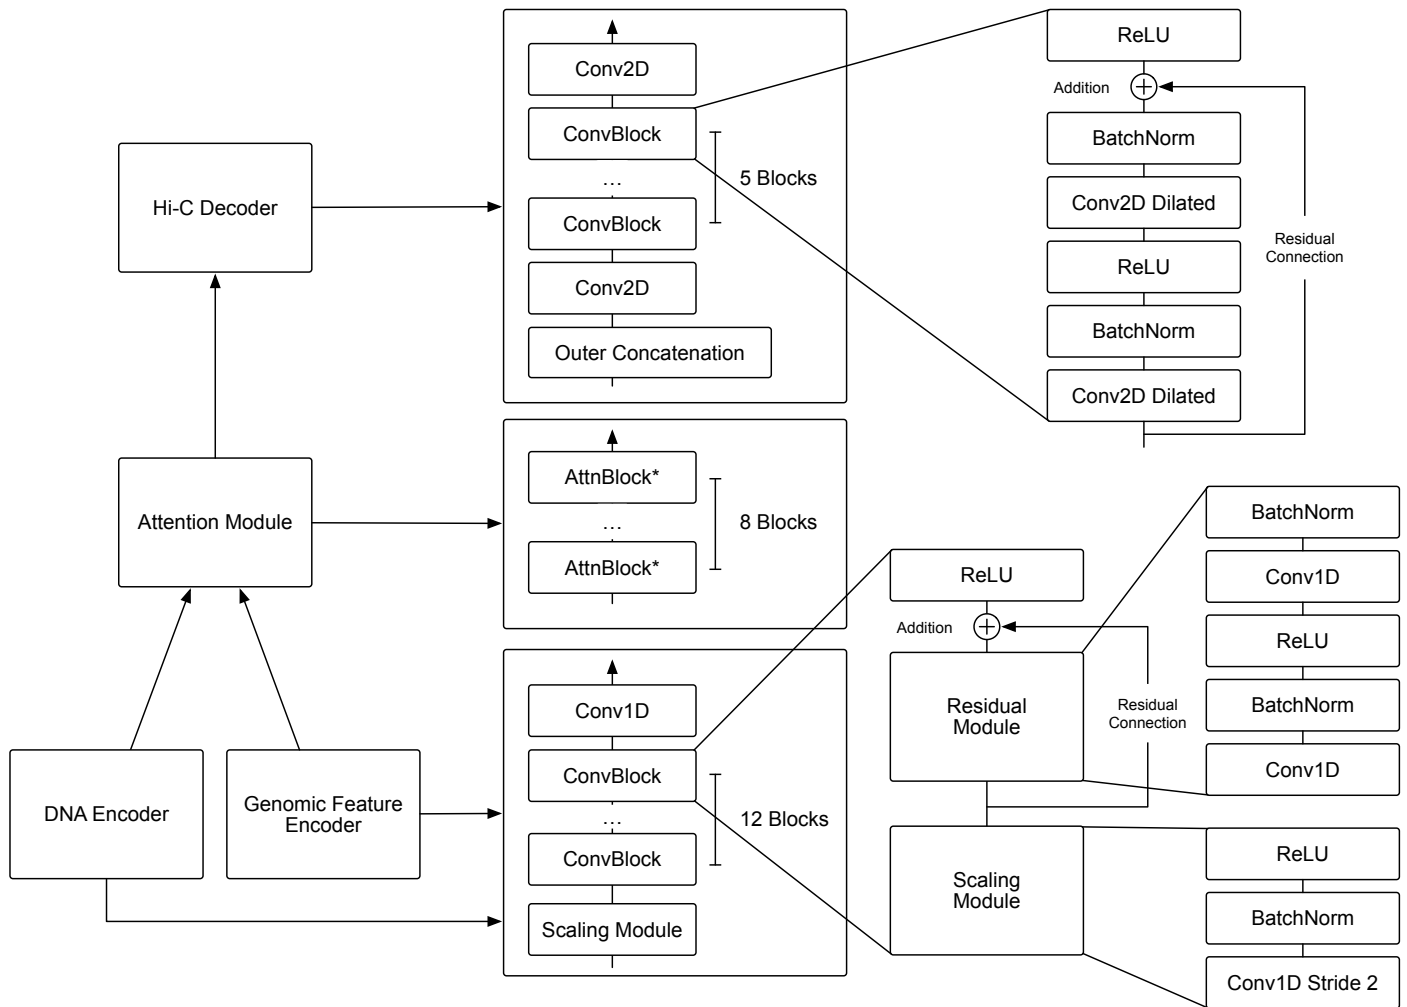 Hi-C Decoder
Attention Module
DNA Encoder
Genomic Feature
Encoder
Conv2D
ConvBlock
...
ConvBlock
Conv2D
Outer Concatenation
5 Blocks
AttnBlock*
...
AttnBlock*
8 Blocks
Conv1D
ConvBlock
...
ConvBlock
Scaling Module
12 Blocks
ReLU
Addition
BatchNorm
Conv2D Dilated
ReLU
BatchNorm
Conv2D Dilated
Residual
Connection
ReLU
Addition
Residual
Module
Residual
Connection
Scaling
Module
BatchNorm
Conv1D
ReLU
BatchNorm
Conv1D
ReLU
BatchNorm
Conv1D Stride 2